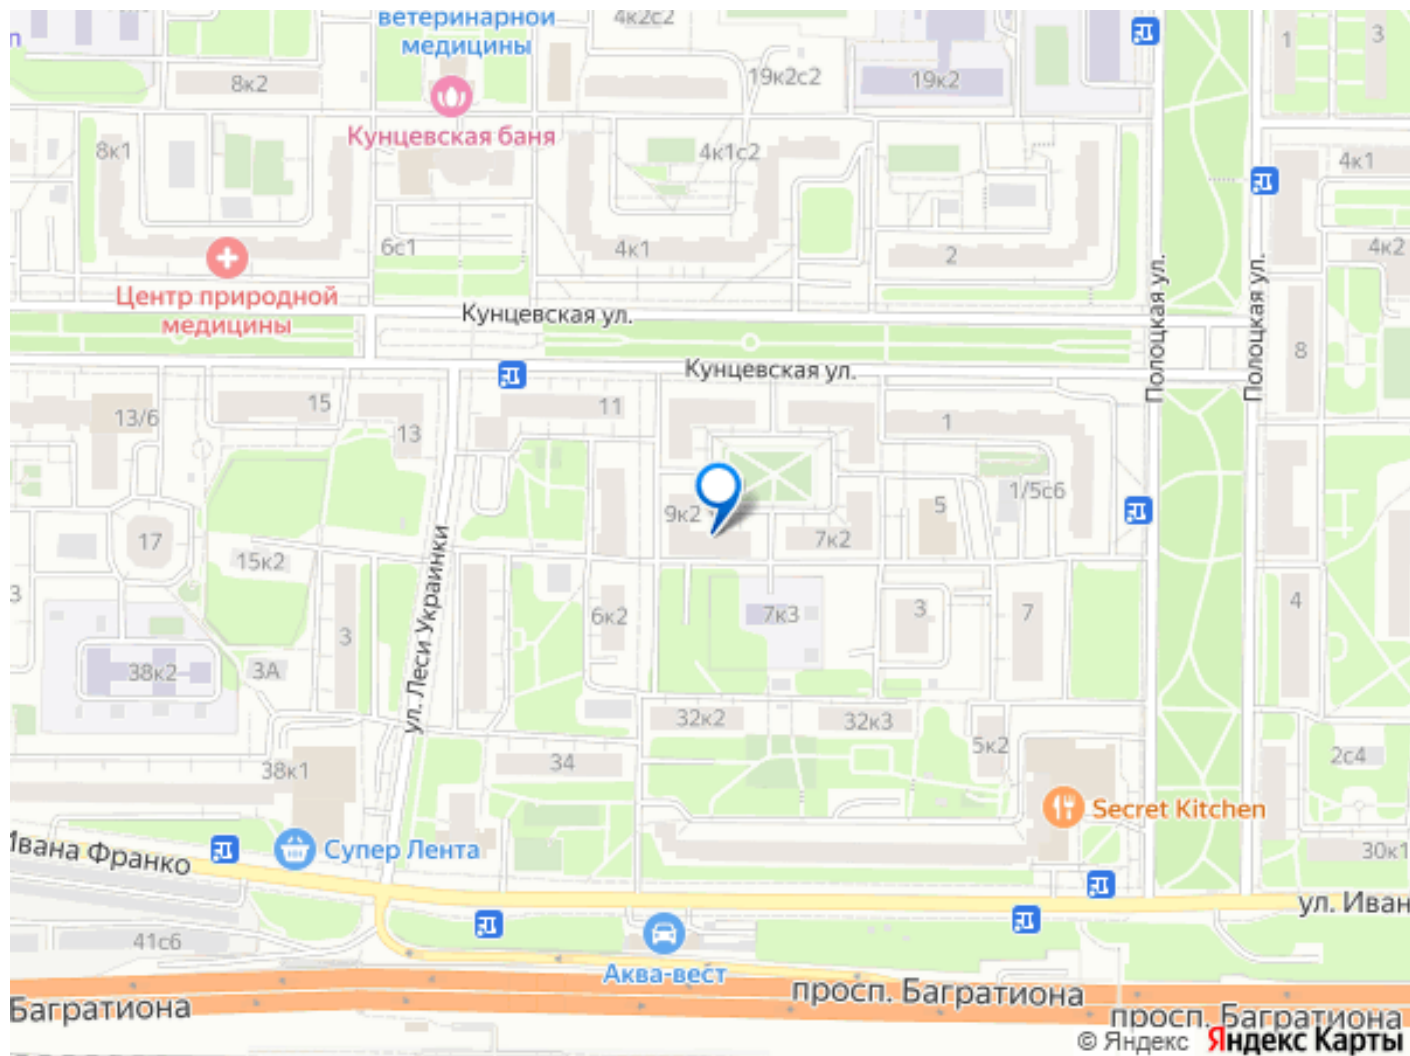 ветеринарной
медицины
4к2с2
1
3
п
8к2
19к2с2
19к2
Кунцевская баня
8к1
4к1с2
4к1
6с1
4к1
2
4к2
Центр природной
медицины
Кунцевская ул.
Полоцкая ул.
Полоцкая ул.
8
Кунцевская ул.
15
11
13/6
13
1
9к2
1/5с6
5
17
7к2
15к2
ул. Леси Украинки
3
6к2
7к3
3
7
4
3
3А
38к2
32к2
32к3
5к2
2с4
34
38к1
Secret Kitchen
Ивана Франко
Супер Лента
30к1
ул. Иван
41с6
Аква-вест
просп. Багратиона
Багратиона
просп. Багратиона
© Яндекс Яндекс Карты